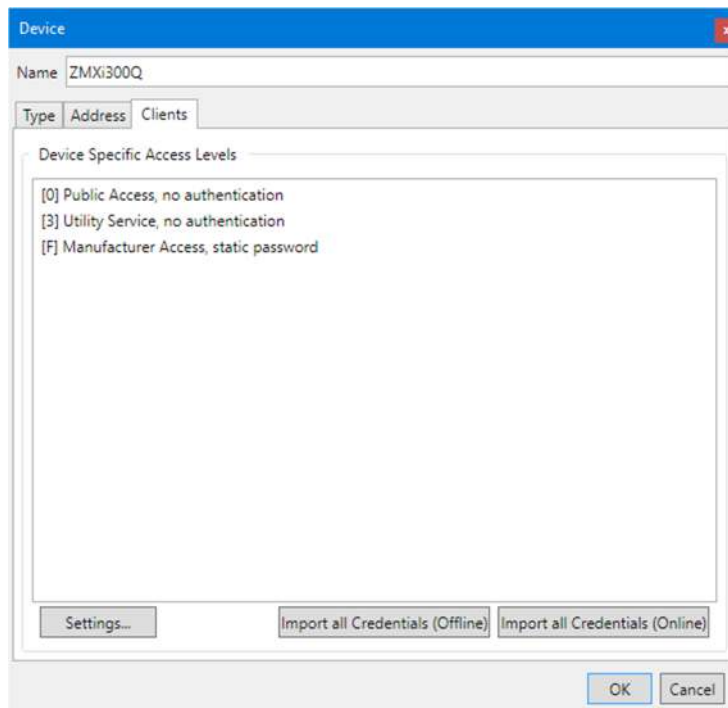 Device
Name ZMXi300Q
Type Address Clients
Device Specific Access Levels
[0] Public Access, no authentication
[3] Utility Service, no authentication
[F] Manufacturer Access, static password
Settings... Import all Credentials (Offline) Import all Credentials (Online)
OK Cancel